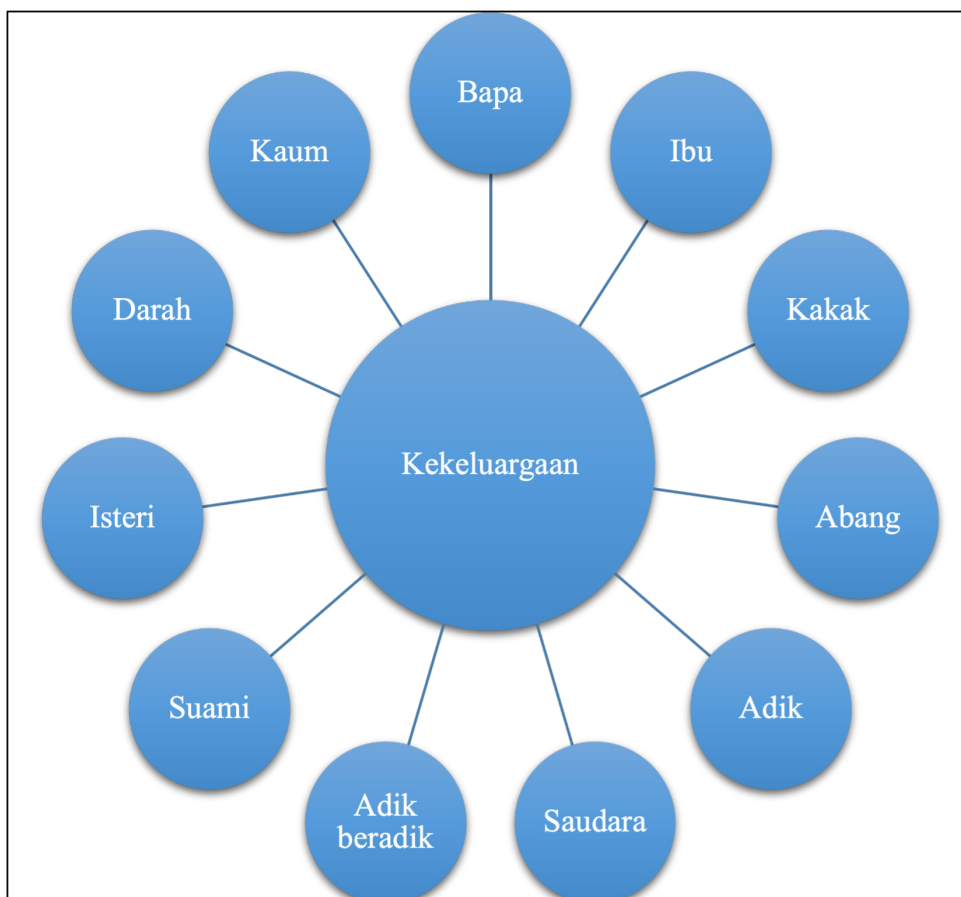 Bapa
Ibu
Kakak
Abang
Adik
Saudara
Adik
beradik
Suami
Isteri
Darah
Kaum
Kekeluargaan